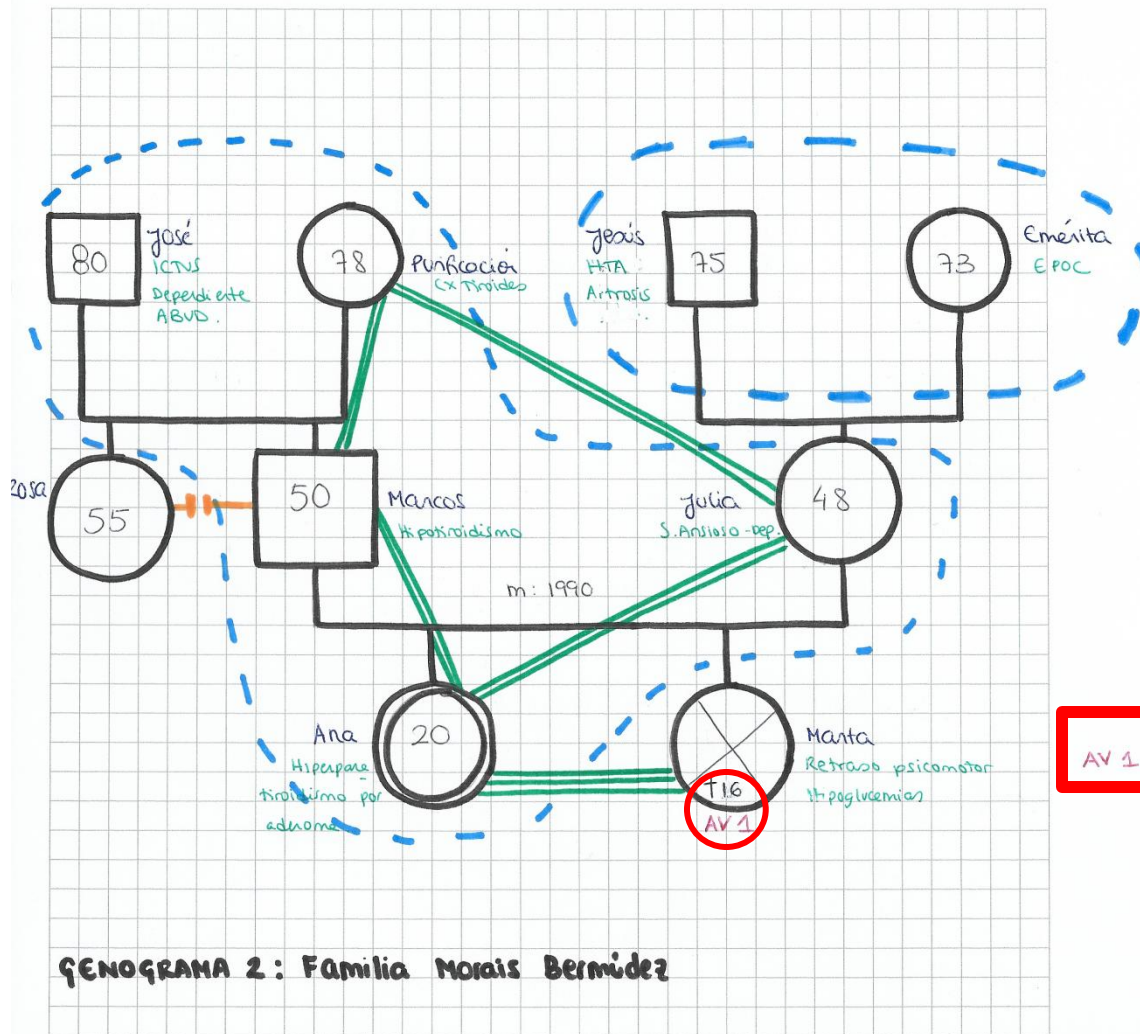 80
José
ICTUS
Dependiente
ABVD.
78
Purificación
CX Tiroides
Jesús
HTA
Artrosis
75
73
Emérita
EPOC
55
50
Marcos
Hipotiroidismo
Julia
S. Ansioso-Dep.
48
m: 1990
Ana
Hiperpara
tiroidismo por
adenoma
20
†16
AV 1
Marta
Retraso psicomotor
Hipoglucemias
AV 1
GENOGRAMA 2: Familia Morais Bermúdez